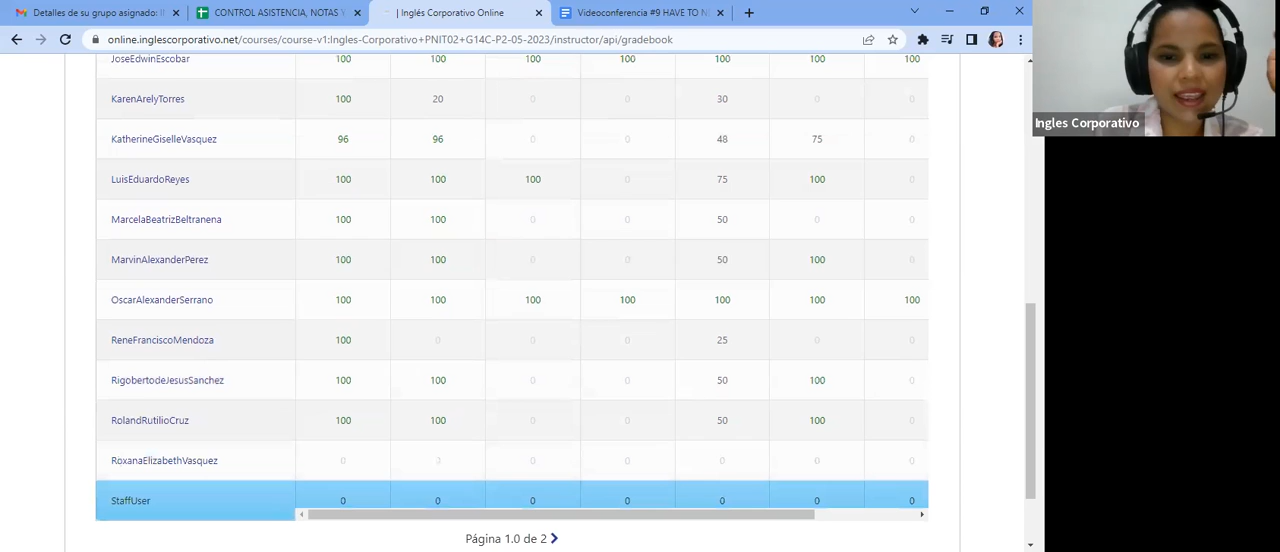 Detalles de su grupo asignado: II
CONTROL ASISTENCIA, NOTAS Y
| Inglés Corporativo Online
Videoconferencia #9 HAVE TO N
online.inglescorporativo.net/courses/course-v1:Ingles-Corporativo+PNIT02+G14C-P2-05-2023/instructor/api/gradebook
Ingles Corporativo
JoseEdwinEscobar 100 100 100 100 100 100 100
KarenArelyTorres 100 20 0 0 30 0 0
KatherineGiselleVasquez 96 96 0 0 48 75 0
LuisEduardoReyes 100 100 100 0 75 100 0
MarcelaBeatrizBeltranena 100 100 0 0 50 0 0
MarvinAlexanderPerez 100 100 0 0 50 100 0
OscarAlexanderSerrano 100 100 100 100 100 100 100
ReneFranciscoMendoza 100 0 0 0 25 0 0
RigobertodeJesusSanchez 100 100 0 0 50 100 0
RolandRutilioCruz 100 100 0 0 50 100 0
RoxanaElizabethVasquez 0 0 0 0 0 0 0
StaffUser 0 0 0 0 0 0 0
Página 1.0 de 2